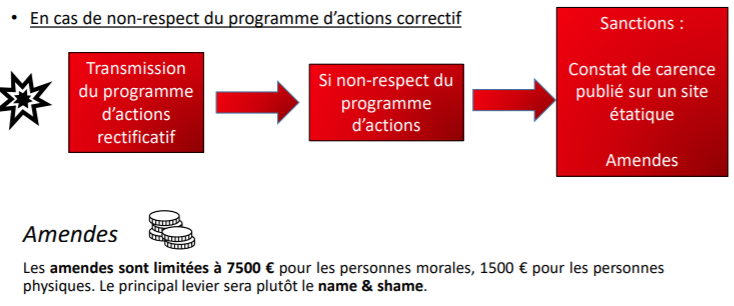 • En cas de non-respect du programme d’actions correctif
Transmission
du programme
d’actions
rectificatif
Si non-respect du
programme
d’actions
Sanctions :
Constat de carence
publié sur un site
étatique
Amendes
Amendes
Les amendes sont limitées à 7500 € pour les personnes morales, 1500 € pour les personnes
physiques. Le principal levier sera plutôt le name & shame.